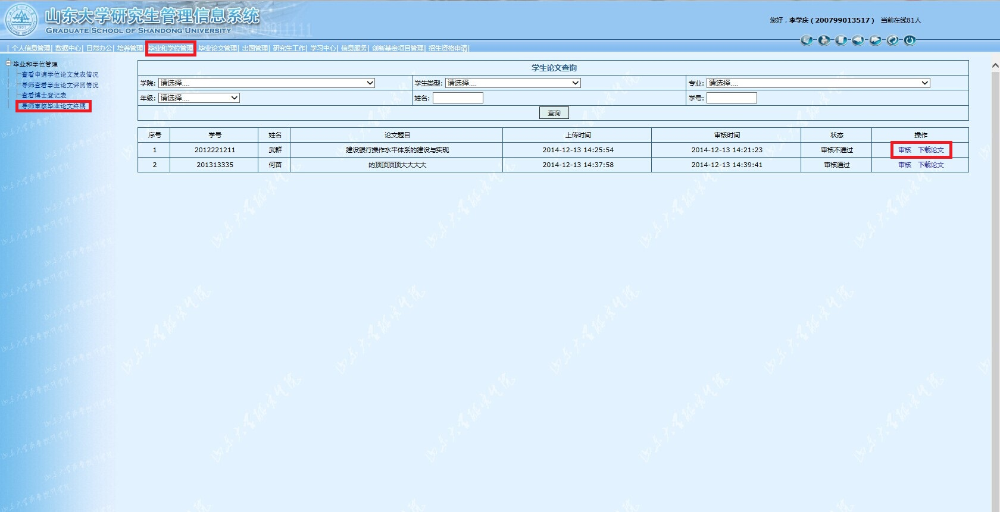 山东大学研究生管理信息系统
GRADUATE SCHOOL OF SHANDONG UNIVERSITY
您好，李学庆（200799013517） 当前在线81人
| 个人信息管理| 数据中心| 日常办公| 培养管理| 毕业和学位管理| 毕业论文管理| 出国管理| 研究生工作| 学习中心| 信息服务| 创新基金项目管理| 招生资格申请|
毕业和学位管理
查看申请学位论文发表情况
导师查看学生论文评阅情况
查看博士登记表
导师审核毕业论文终稿
学生论文查询
学院: 请选择.... 学生类型: 请选择.... 专业: 请选择....
年级: 请选择.... 姓名: 学号:
查询
序号 学号 姓名 论文题目 上传时间 审核时间 状态 操作
1 2012221211 武群 建设银行操作水平体系的建设与实现 2014-12-13 14:25:54 2014-12-13 14:21:23 审核不通过 审核 下载论文
2 201313335 何苗 的顶顶顶顶大大大大 2014-12-13 14:37:58 2014-12-13 14:39:41 审核通过 审核 下载论文